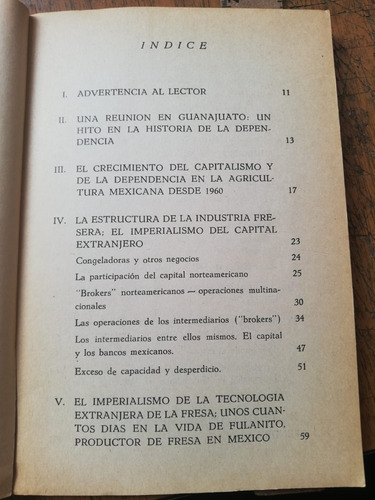 INDICE
I. ADVERTENCIA AL LECTOR 11
II. UNA REUNION EN GUANAJUATO: UN
HITO EN LA HISTORIA DE LA DEPEN-
DENCIA 13
III. EL CRECIMIENTO DEL CAPITALISMO Y
DE LA DEPENDENCIA EN LA AGRICUL-
TURA MEXICANA DESDE 1960 17
IV. LA ESTRUCTURA DE LA INDUSTRIA FRE-
SERA; EL IMPERIALISMO DEL CAPITAL
EXTRANJERO 23
Congeladoras y otros negocios 24
La participación del capital norteamericano 25
"Brokers" norteamericanos — operaciones multina-
cionales 30
Las operaciones de los intermediarios ("brokers") 34
Los intermediarios entre ellos mismos. El capital
y los bancos mexicanos. 47
Exceso de capacidad y desperdicio. 51
V. EL IMPERIALISMO DE LA TECNOLOGIA
EXTRANJERA DE LA FRESA; UNOS CUAN-
TOS DIAS EN LA VIDA DE FULANITO,
PRODUCTOR DE FRESA EN MEXICO 59